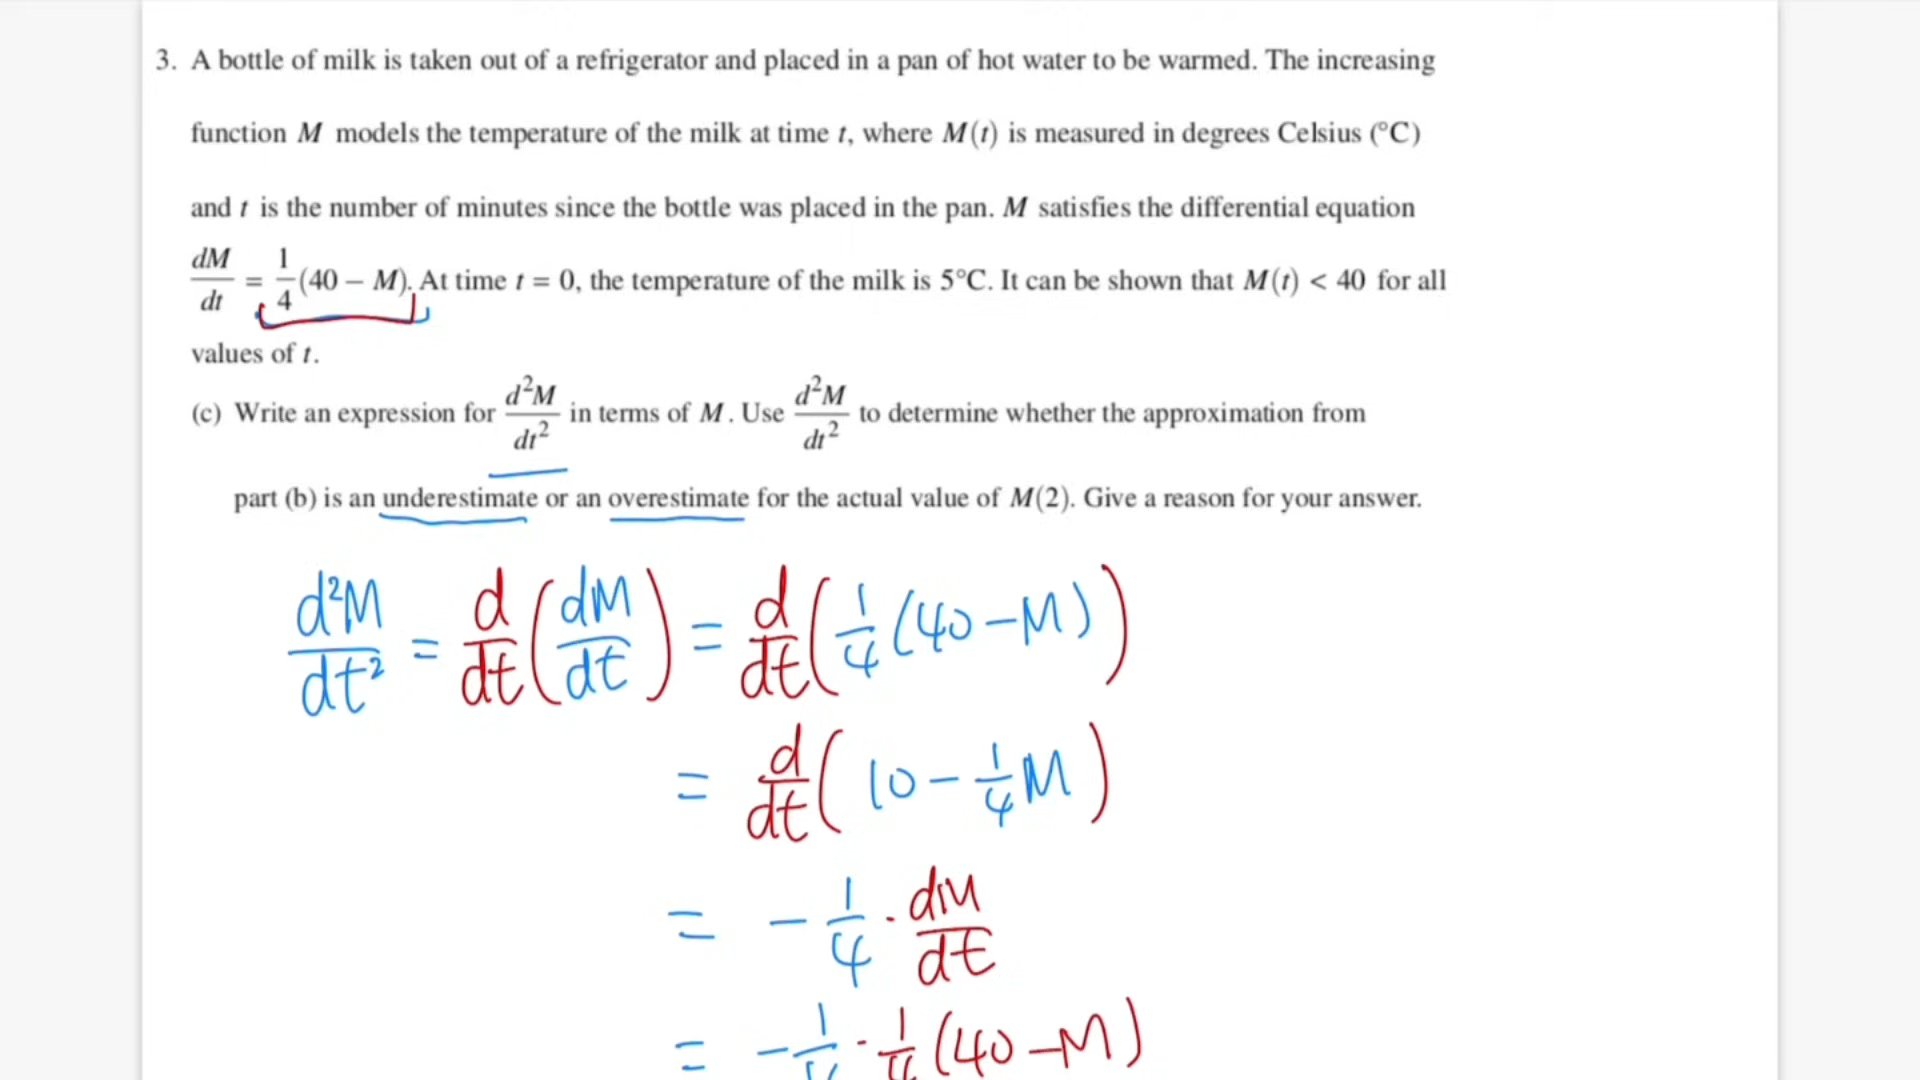 3. A bottle of milk is taken out of a refrigerator and placed in a pan of hot water to be warmed. The increasing
function M models the temperature of the milk at time t, where M(t) is measured in degrees Celsius (°C)
and t is the number of minutes since the bottle was placed in the pan. M satisfies the differential equation
dM/dt = 1/4(40 – M). At time t = 0, the temperature of the milk is 5°C. It can be shown that M(t) < 40 for all
values of t.
(c) Write an expression for d²M/dt² in terms of M. Use d²M/dt² to determine whether the approximation from
part (b) is an underestimate or an overestimate for the actual value of M(2). Give a reason for your answer.
d²M/dt² = d/dt(dM/dt) = d/dt(1/4(40-M))
= d/dt(10-1/4M)
= -1/4 · dM/dt
= -1/4 · 1/4(40-M)